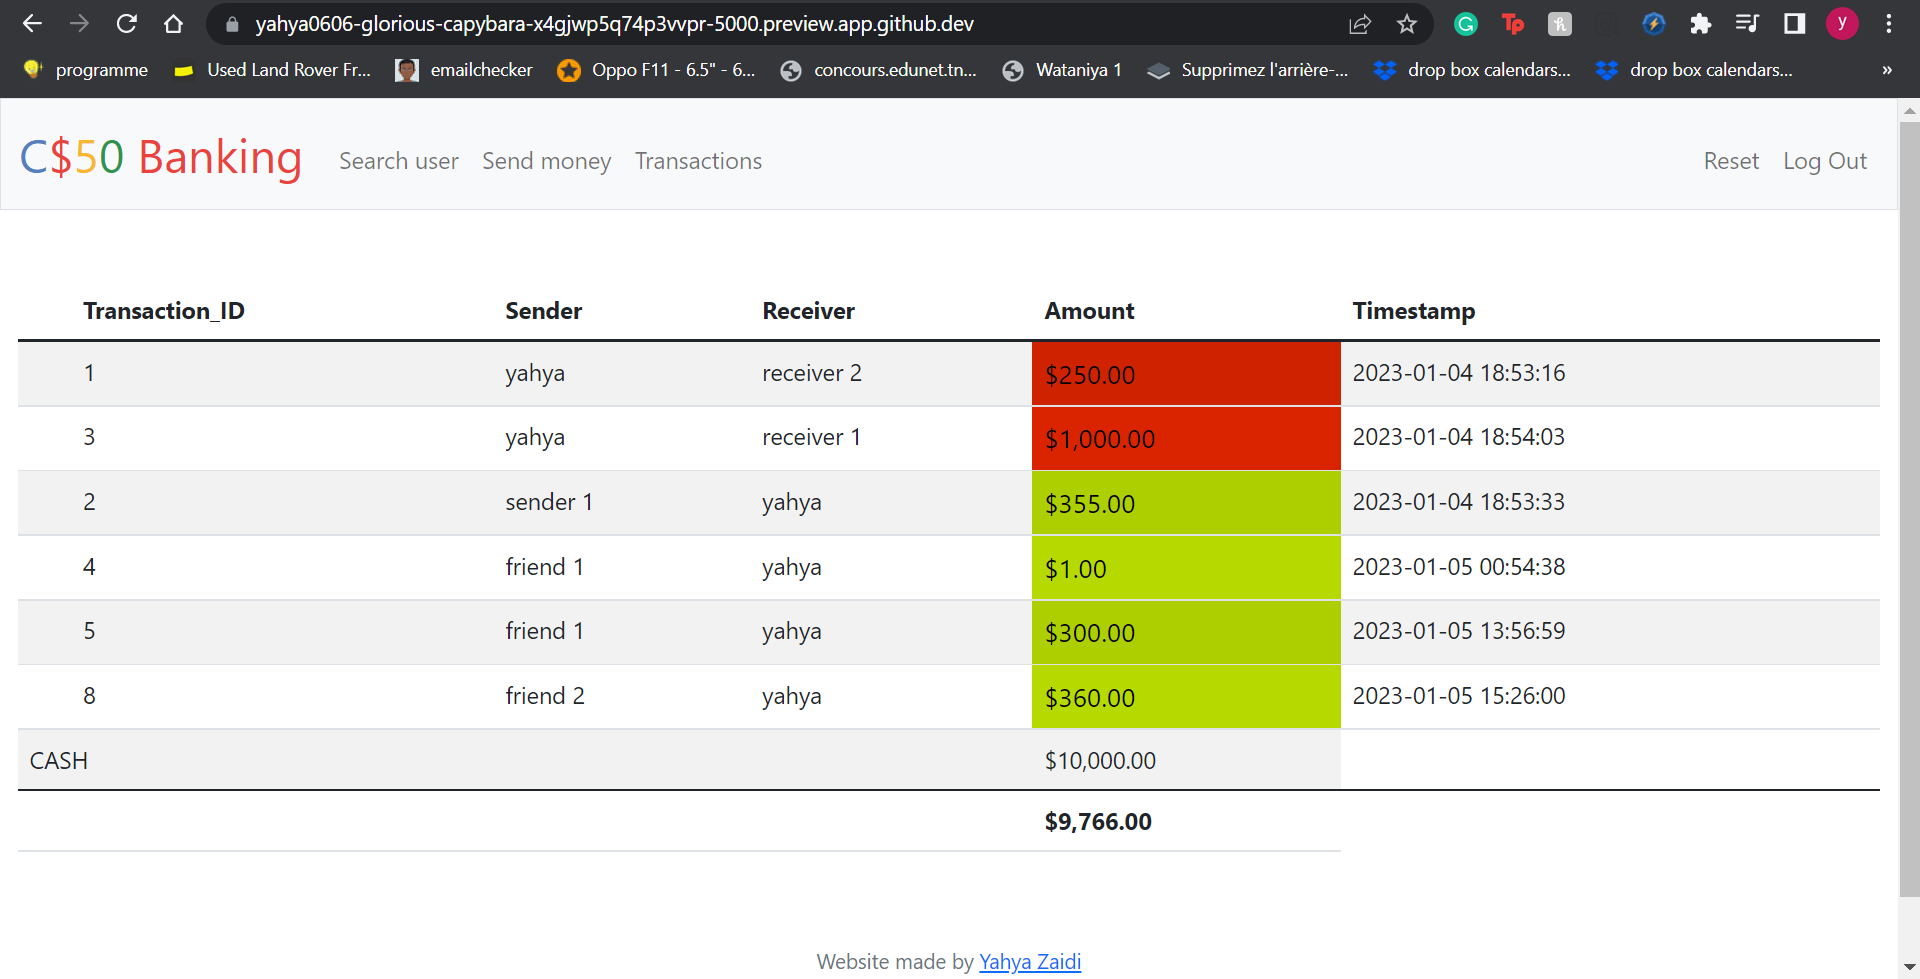 yahya0606-glorious-capybara-x4gjwp5q74p3vvpr-5000.preview.app.github.dev
programme Used Land Rover Fr... emailchecker Oppo F11 - 6.5" - 6... concours.edunet.tn... Wataniya 1 Supprimez l'arrière-... drop box calendars... drop box calendars... »
C$50 Banking Search user Send money Transactions Reset Log Out
Transaction_ID Sender Receiver Amount Timestamp
1 yahya receiver 2 $250.00 2023-01-04 18:53:16
3 yahya receiver 1 $1,000.00 2023-01-04 18:54:03
2 sender 1 yahya $355.00 2023-01-04 18:53:33
4 friend 1 yahya $1.00 2023-01-05 00:54:38
5 friend 1 yahya $300.00 2023-01-05 13:56:59
8 friend 2 yahya $360.00 2023-01-05 15:26:00
CASH $10,000.00
$9,766.00
Website made by Yahya Zaidi